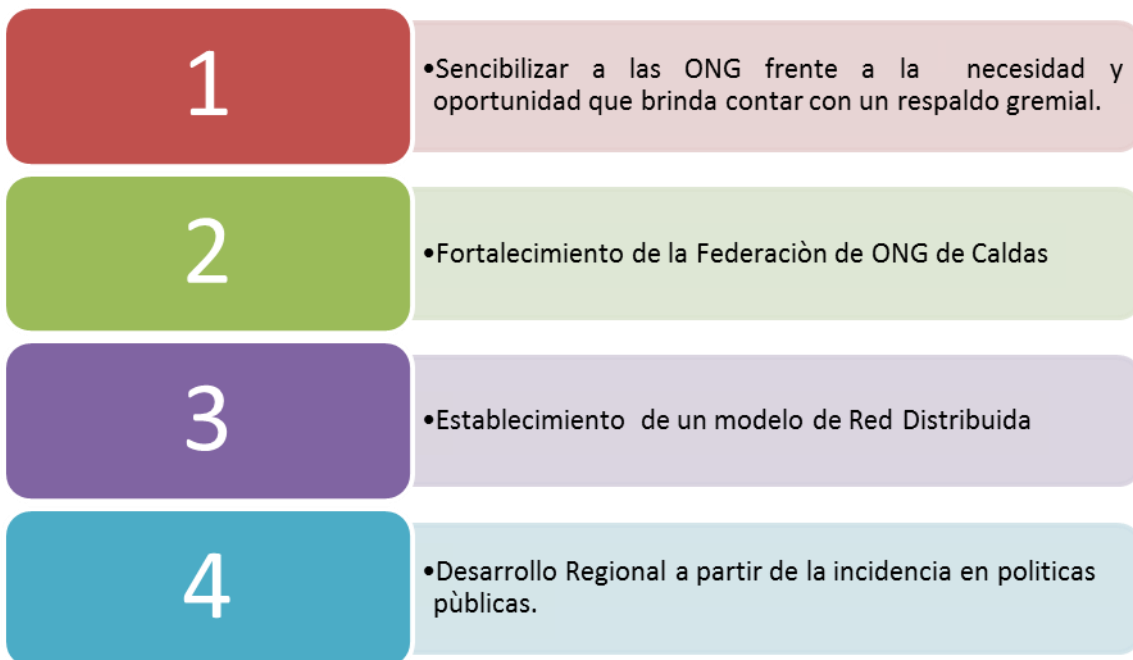 1
•Sencibilizar a las ONG frente a la necesidad y
oportunidad que brinda contar con un respaldo gremial.
2
•Fortalecimiento de la Federaciòn de ONG de Caldas
3
•Establecimiento de un modelo de Red Distribuida
4
•Desarrollo Regional a partir de la incidencia en politicas
pùblicas.